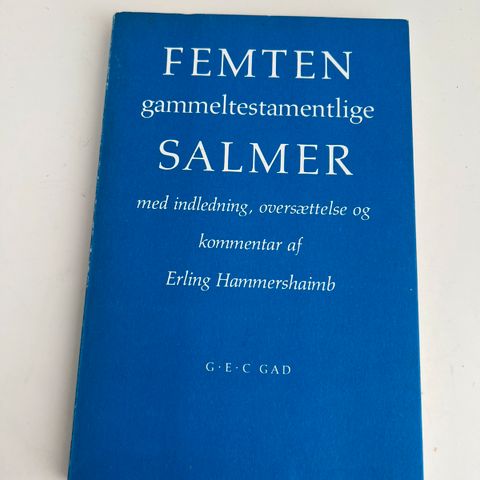 FEMTEN
gammeltestamentlige
SALMER
med indledning, oversættelse og
kommentar af
Erling Hammershaimb
G·E·C GAD